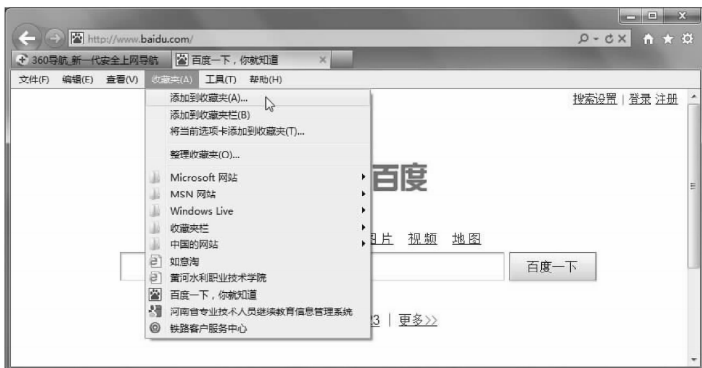 http://www.baidu.com/
360导航_新一代安全上网导航 百度一下，你就知道 ×
文件(F) 编辑(E) 查看(V) 收藏夹(A) 工具(T) 帮助(H)
添加到收藏夹(A)...
搜索设置 | 登录 注册
添加到收藏夹栏(B)
将当前选项卡添加到收藏夹(T)...
整理收藏夹(O)...
Microsoft 网站
百度
MSN 网站
Windows Live
收藏夹栏
中国的网站
图片 视频 地图
如意淘
百度一下
黄河水利职业技术学院
百度一下，你就知道
河南省专业技术人员继续教育信息管理系统
23 | 更多>>
铁路客户服务中心